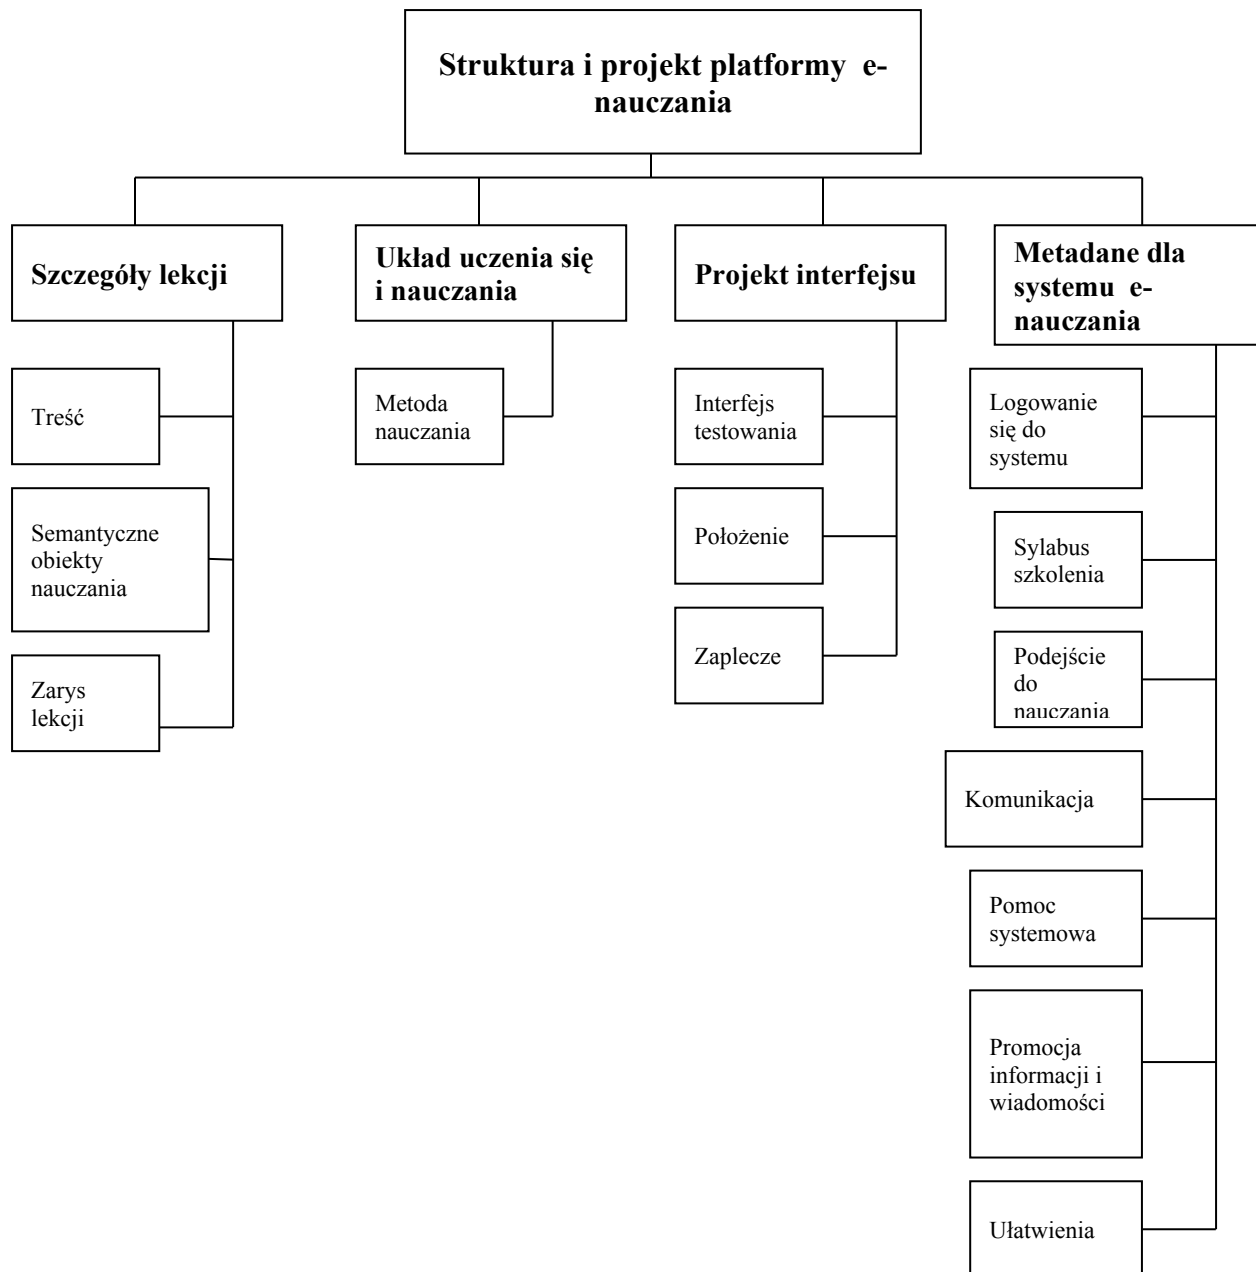 Struktura i projekt platformy e-
nauczania
Szczegóły lekcji
Treść
Semantyczne
obiekty
nauczania
Zarys
lekcji
Układ uczenia się
i nauczania
Metoda
nauczania
Projekt interfejsu
Interfejs
testowania
Położenie
Zaplecze
Metadane dla
systemu e-
nauczania
Logowanie
się do
systemu
Sylabus
szkolenia
Podejście
do
nauczania
Komunikacja
Pomoc
systemowa
Promocja
informacji i
wiadomości
Ułatwienia